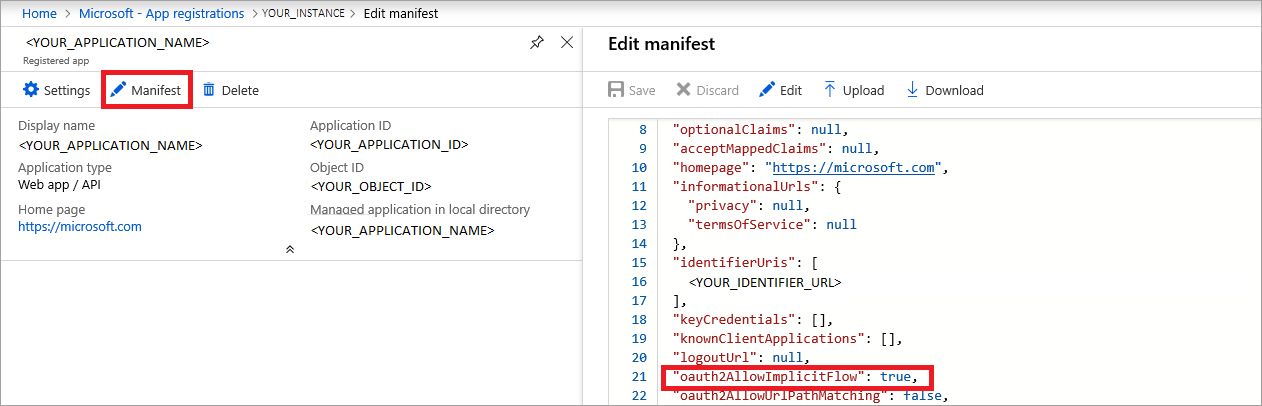 Home > Microsoft - App registrations > YOUR_INSTANCE > Edit manifest
<YOUR_APPLICATION_NAME>
Registered app
Settings Manifest Delete
Display name
<YOUR_APPLICATION_NAME>
Application type
Web app / API
Home page
https://microsoft.com
Application ID
<YOUR_APPLICATION_ID>
Object ID
<YOUR_OBJECT_ID>
Managed application in local directory
<YOUR_APPLICATION_NAME>
Edit manifest
Save Discard Edit Upload Download
8 "optionalClaims": null,
9 "acceptMappedClaims": null,
10 "homepage": "https://microsoft.com",
11 "informationalUrls": {
12 "privacy": null,
13 "termsOfService": null
14 },
15 "identifierUris": [
16 <YOUR_IDENTIFIER_URL>
17 ],
18 "keyCredentials": [],
19 "knownClientApplications": [],
20 "logoutUrl": null,
21 "oauth2AllowImplicitFlow": true,
22 "oauth2AllowUrlPathMatching": false,